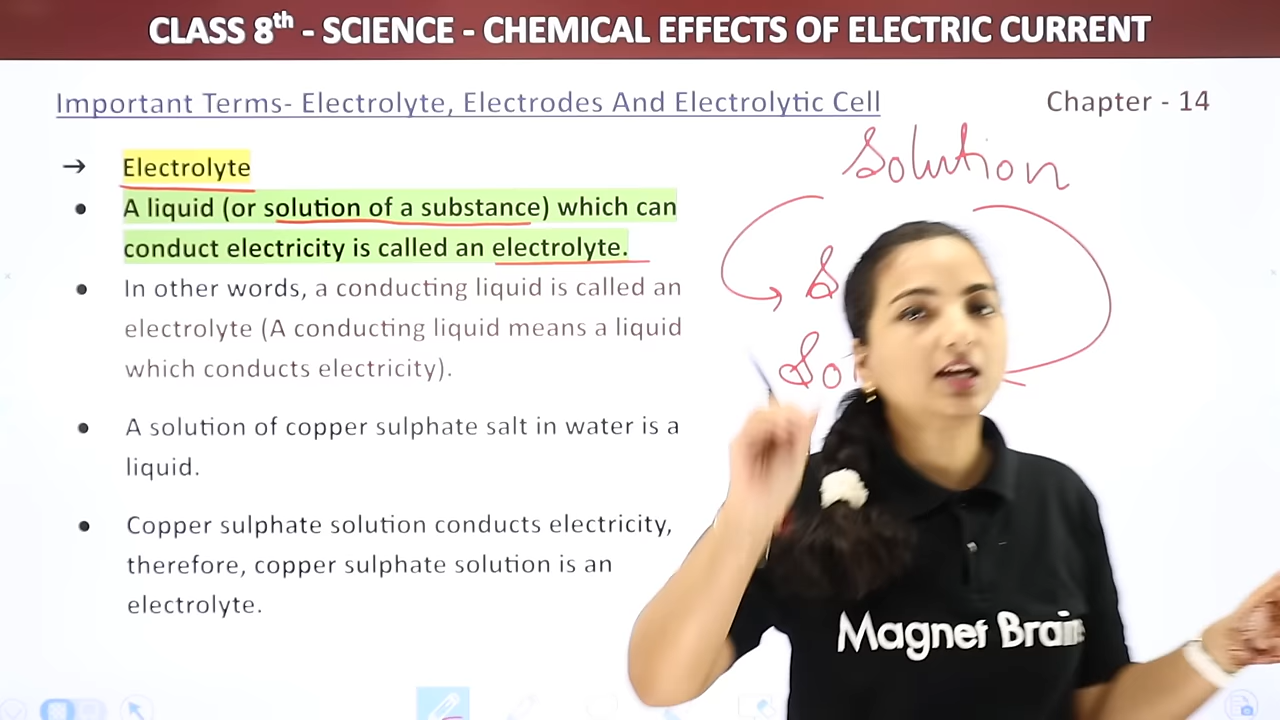 CLASS 8th - SCIENCE - CHEMICAL EFFECTS OF ELECTRIC CURRENT
Important Terms- Electrolyte, Electrodes And Electrolytic Cell
Chapter - 14
→ Electrolyte
● A liquid (or solution of a substance) which can
conduct electricity is called an electrolyte.
● In other words, a conducting liquid is called an
electrolyte (A conducting liquid means a liquid
which conducts electricity).
● A solution of copper sulphate salt in water is a
liquid.
● Copper sulphate solution conducts electricity,
therefore, copper sulphate solution is an
electrolyte.
Solution
Magnet Brains